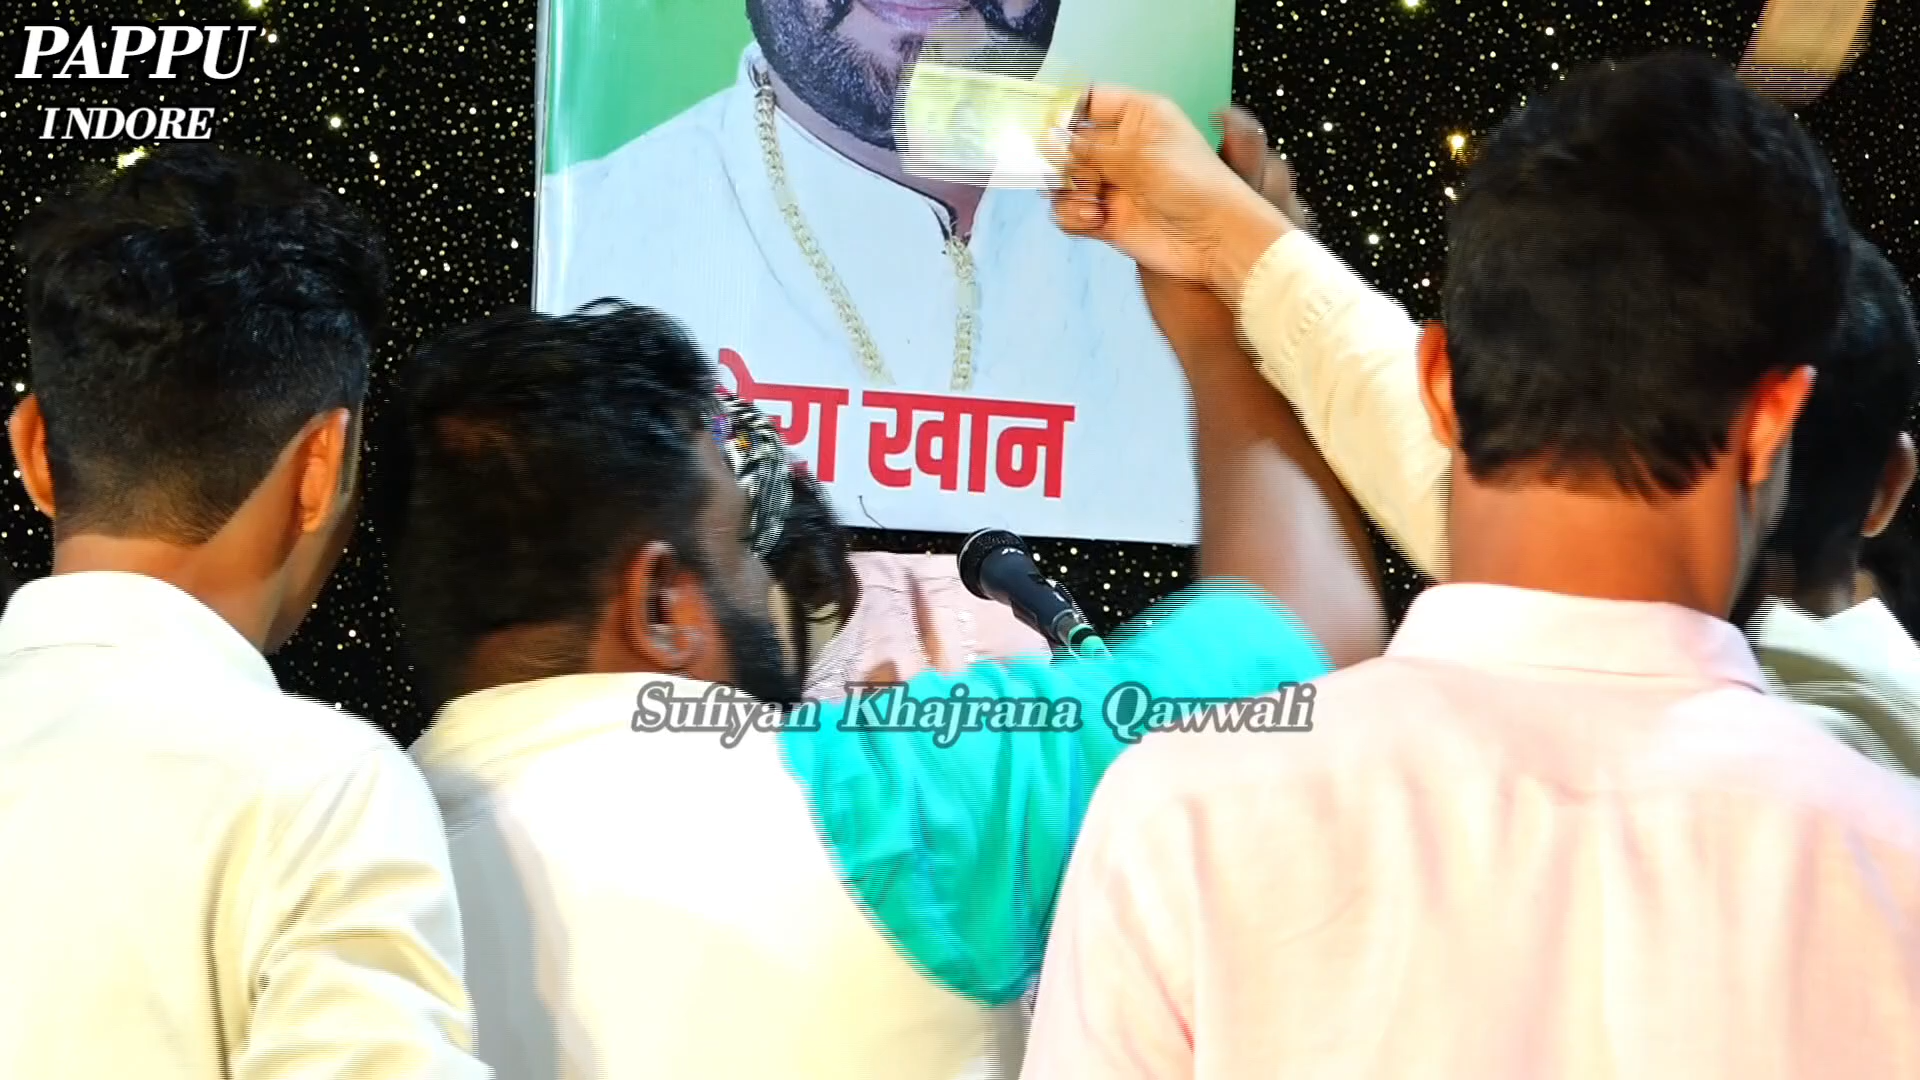 PAPPU
INDORE
खान
Sufiyan Khajrana Qawwali